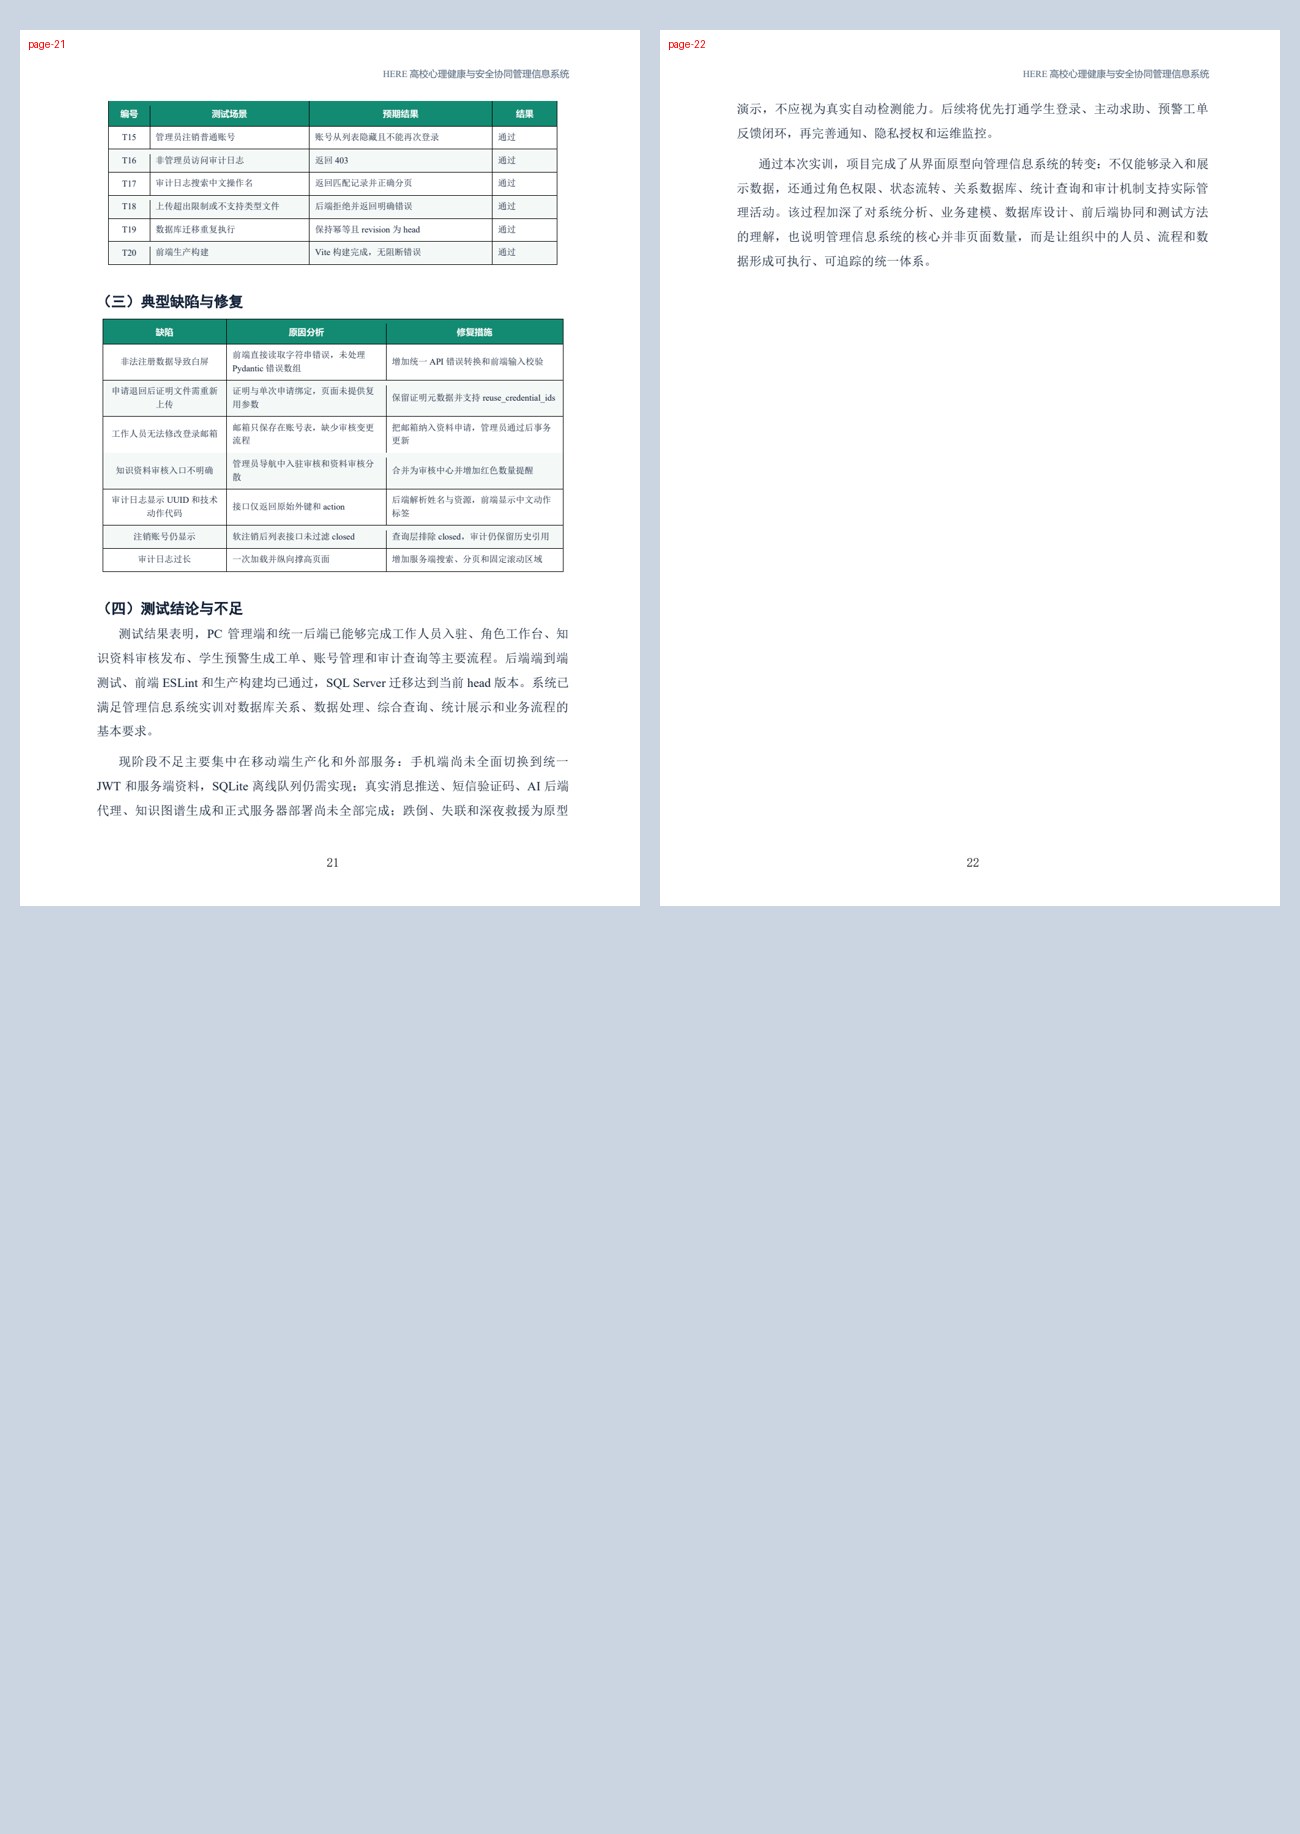 page-21
HERE 高校心理健康与安全协同管理信息系统
编号 测试场景 预期结果 结果
T15 管理员注销普通账号 账号从列表隐藏且不能再次登录 通过
T16 非管理员访问审计日志 返回 403 通过
T17 审计日志搜索中文操作名 返回匹配记录并正确分页 通过
T18 上传超出限制或不支持类型文件 后端拒绝并返回明确错误 通过
T19 数据库迁移重复执行 保持幂等且 revision 为 head 通过
T20 前端生产构建 Vite 构建完成，无阻断错误 通过
（三）典型缺陷与修复
缺陷 原因分析 修复措施
非法注册数据导致白屏 前端直接读取字符串错误，未处理
Pydantic 错误数组 增加统一 API 错误转换和前端输入校验
申请退回后证明文件需重新
上传 证明与单次申请绑定，页面未提供复
用参数 保留证明元数据并支持 reuse_credential_ids
工作人员无法修改登录邮箱 邮箱只保存在账号表，缺少审核变更
流程 把邮箱纳入资料申请，管理员通过后事务
更新
知识资料审核入口不明确 管理员导航中入驻审核和资料审核分
散 合并为审核中心并增加红色数量提醒
审计日志显示 UUID 和技术
动作代码 接口仅返回原始外键和 action 后端解析姓名与资源，前端显示中文动作
标签
注销账号仍显示 软注销后列表接口未过滤 closed 查询层排除 closed，审计仍保留历史引用
审计日志过长 一次加载并纵向撑高页面 增加服务端搜索、分页和固定滚动区域
（四）测试结论与不足
测试结果表明，PC 管理端和统一后端已能够完成工作人员入驻、角色工作台、知
识资料审核发布、学生预警生成工单、账号管理和审计查询等主要流程。后端端到端
测试、前端 ESLint 和生产构建均已通过，SQL Server 迁移达到当前 head 版本。系统已
满足管理信息系统实训对数据库关系、数据处理、综合查询、统计展示和业务流程的
基本要求。
现阶段不足主要集中在移动端生产化和外部服务：手机端尚未全面切换到统一
JWT 和服务端资料，SQLite 离线队列仍需实现；真实消息推送、短信验证码、AI 后端
代理、知识图谱生成和正式服务器部署尚未全部完成；跌倒、失联和深夜救援为原型
21
page-22
HERE 高校心理健康与安全协同管理信息系统
演示，不应视为真实自动检测能力。后续将优先打通学生登录、主动求助、预警工单
反馈闭环，再完善通知、隐私授权和运维监控。
通过本次实训，项目完成了从界面原型向管理信息系统的转变：不仅能够录入和展
示数据，还通过角色权限、状态流转、关系数据库、统计查询和审计机制支持实际管
理活动。该过程加深了对系统分析、业务建模、数据库设计、前后端协同和测试方法
的理解，也说明管理信息系统的核心并非页面数量，而是让组织中的人员、流程和数
据形成可执行、可追踪的统一体系。
22